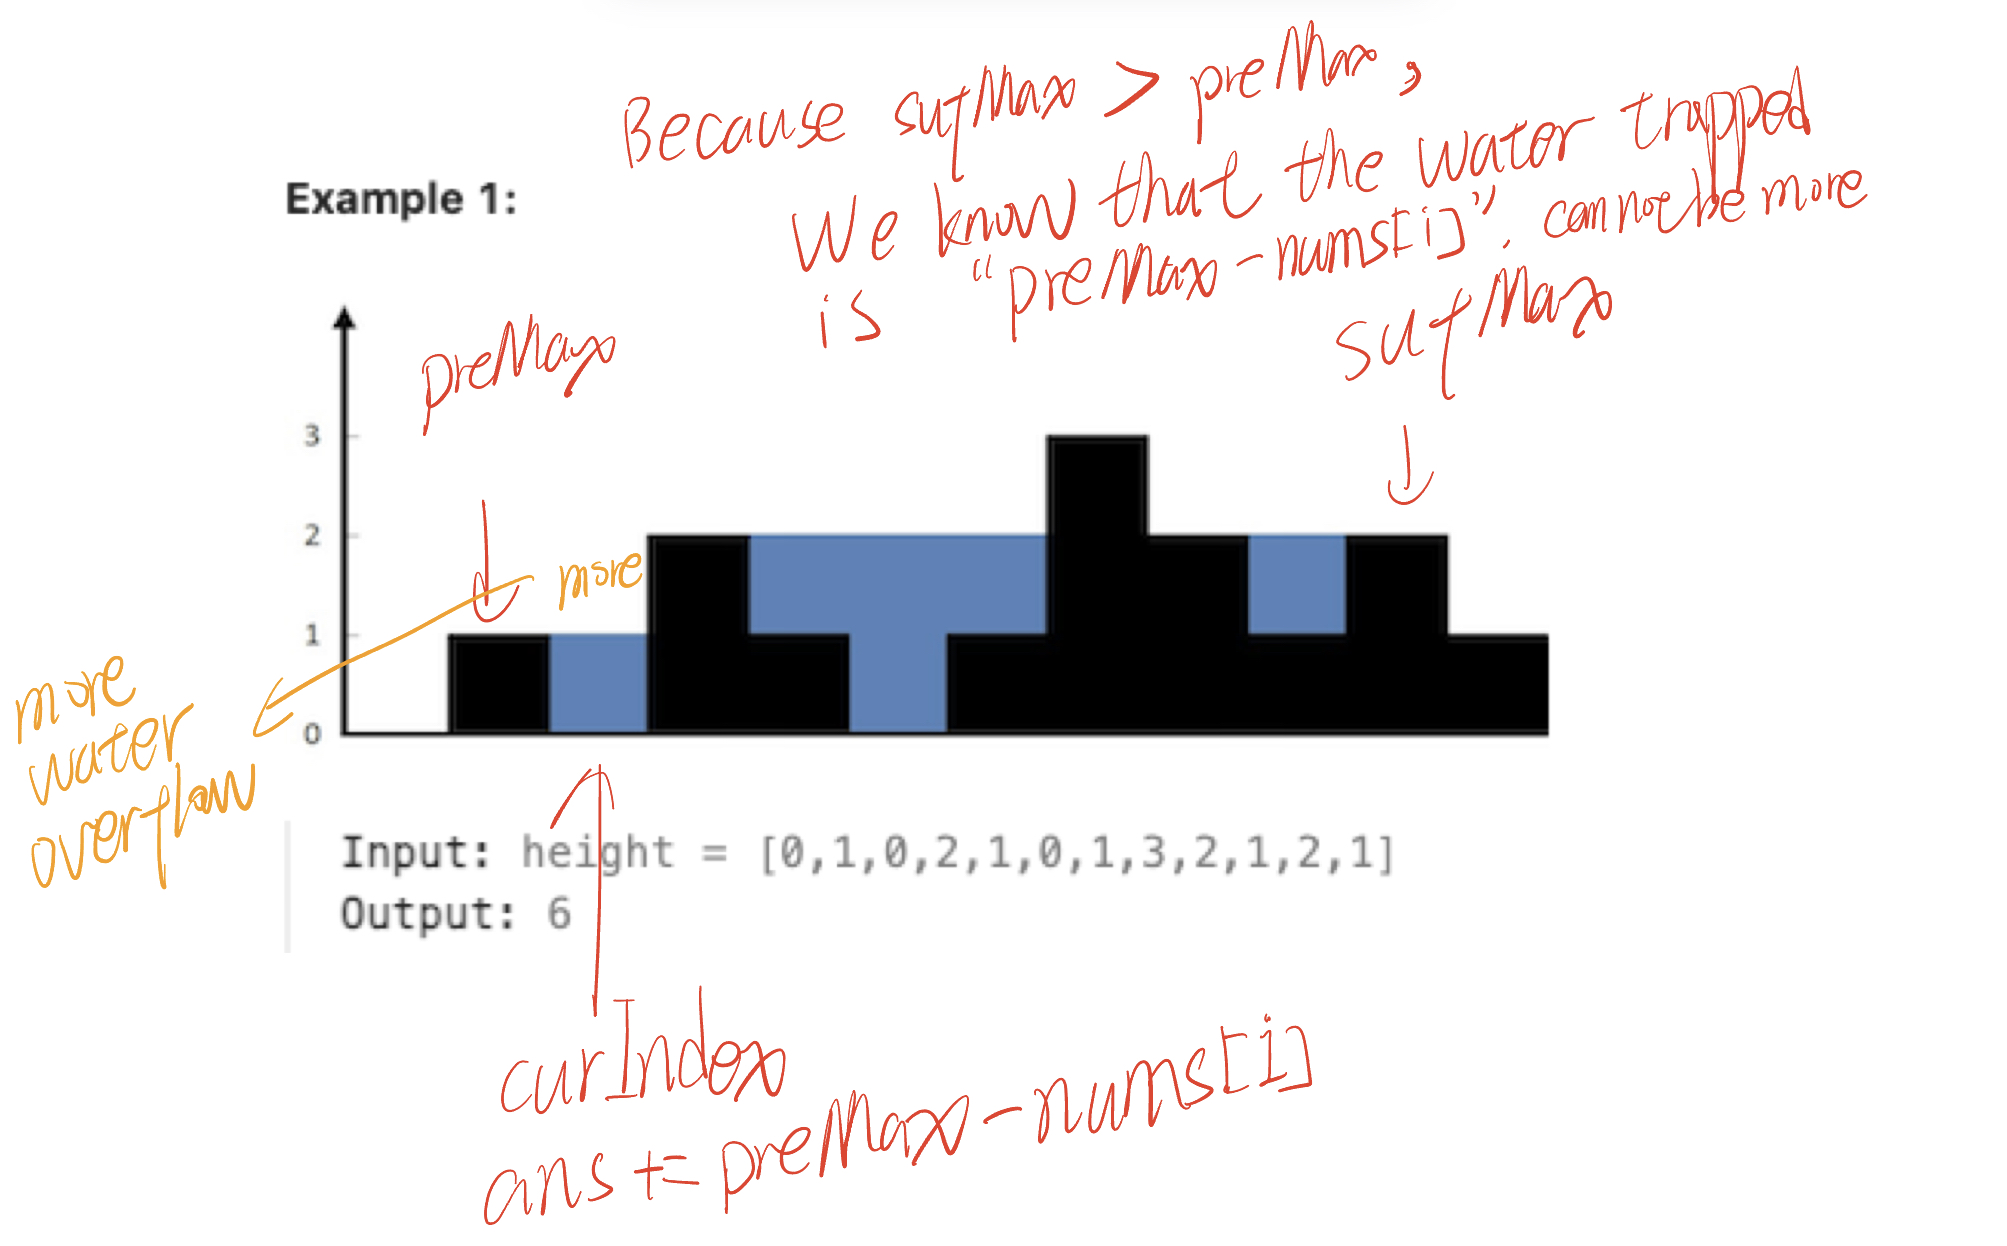 Because sufMax > preMax,
We know that the water trapped
is "preMax-nums[i]". can not be more
Example 1:
preMax
sufMax
3
2
1
0
more
more
water
overflow
Input: height = [0,1,0,2,1,0,1,3,2,1,2,1]
Output: 6
curIndex
ans += preMax-nums[i]